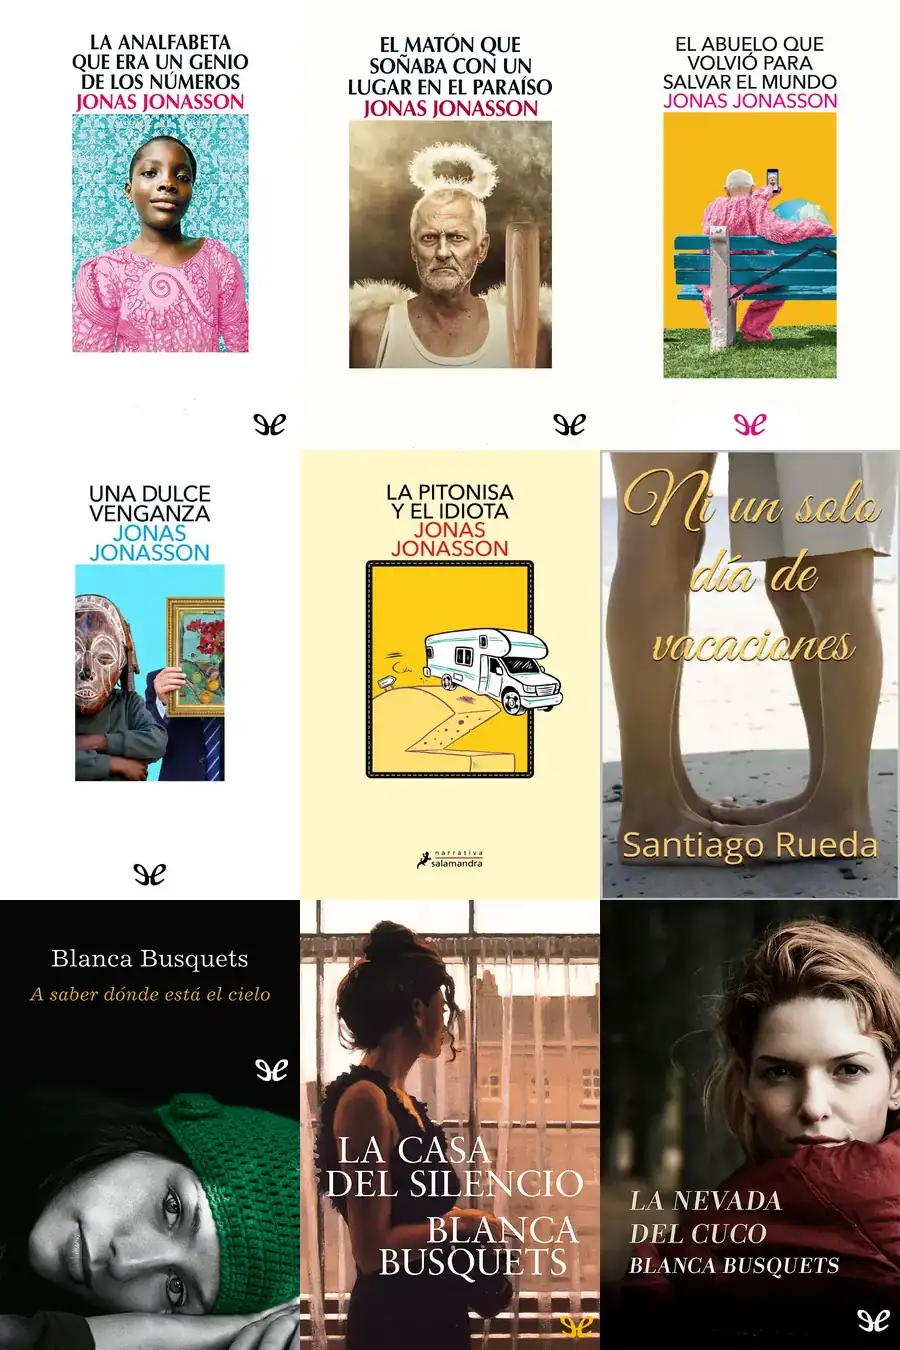 LA ANALFABETA
QUE ERA UN GENIO
DE LOS NÚMEROS
JONAS JONASSON
EL MATÓN QUE
SOÑABA CON UN
LUGAR EN EL PARAÍSO
JONAS JONASSON
EL ABUELO QUE
VOLVIÓ PARA
SALVAR EL MUNDO
JONAS JONASSON
UNA DULCE
VENGANZA
JONAS
JONASSON
LA PITONISA
Y EL IDIOTA
JONAS
JONASSON
narrativa
salamandra
Ni un solo
día de
vacaciones
Santiago Rueda
Blanca Busquets
A saber dónde está el cielo
LA CASA
DEL SILENCIO
BLANCA
BUSQUETS
LA NEVADA
DEL CUCO
BLANCA BUSQUETS